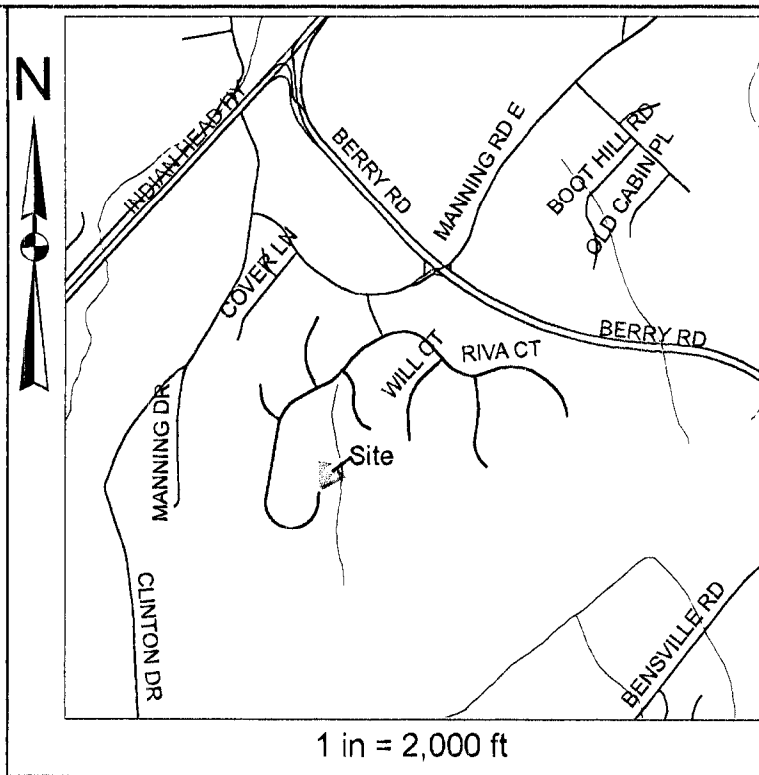 N
INDIAN HEAD HY
BERRY RD
MANNING RD E
BOOT HILL RD
OLD CABIN PL
COVER LN
BERRY RD
RIVA CT
WILL CT
MANNING DR
Site
CLINTON DR
BENSVILLE RD
1 in = 2,000 ft